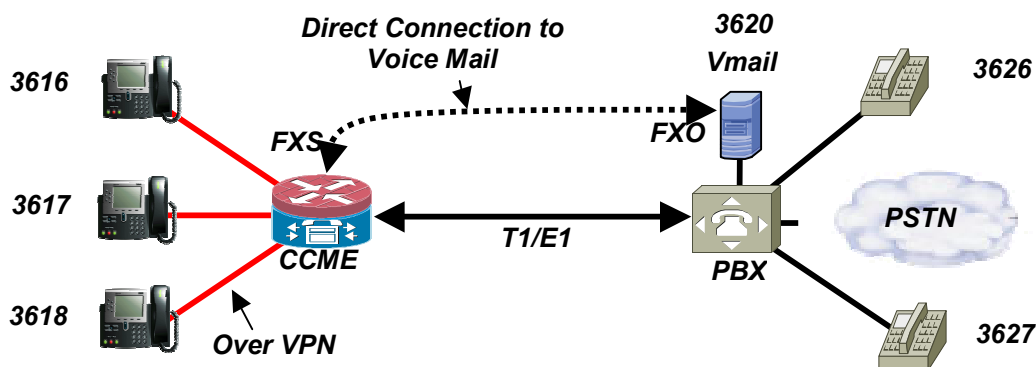 Direct Connection to
Voice Mail
3620
Vmail
3616
3626
FXS
FXO
3617
CCME
T1/E1
PBX
PSTN
3618
Over VPN
3627